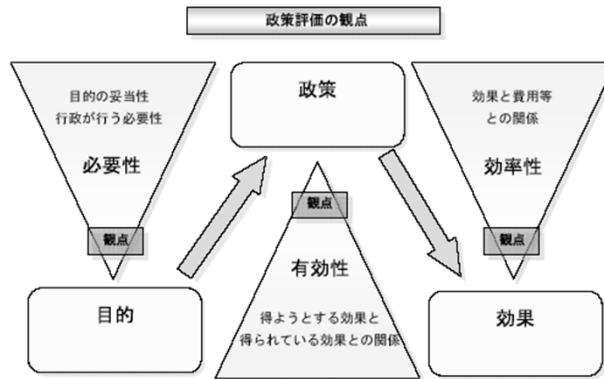 政策評価の観点
目的の妥当性
行政が行う必要性
必要性
観点
目的
政策
観点
有効性
得ようとする効果と
得られている効果との関係
効果と費用等
との関係
効率性
観点
効果